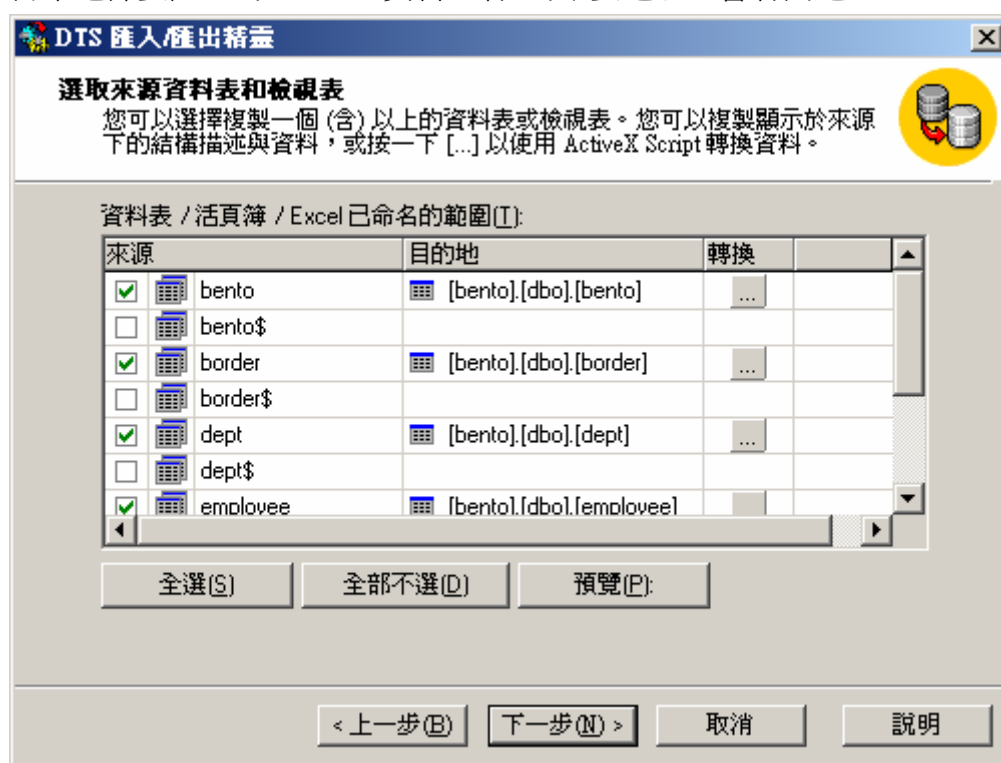 DTS 匯入/匯出精靈
選取來源資料表和檢視表
您可以選擇複製一個 (含) 以上的資料表或檢視表。您可以複製顯示於來源
下的結構描述與資料，或按一下 [...] 以使用 ActiveX Script 轉換資料。
資料表 / 活頁簿 / Excel 已命名的範圍(T):
來源 目的地 轉換
bento [bento].[dbo].[bento] ...
bento$
border [bento].[dbo].[border] ...
border$
dept [bento].[dbo].[dept] ...
dept$
employee [bento].[dbo].[employee]
全選(S) 全部不選(D) 預覽(P):
< 上一步(B) 下一步(N) > 取消 說明